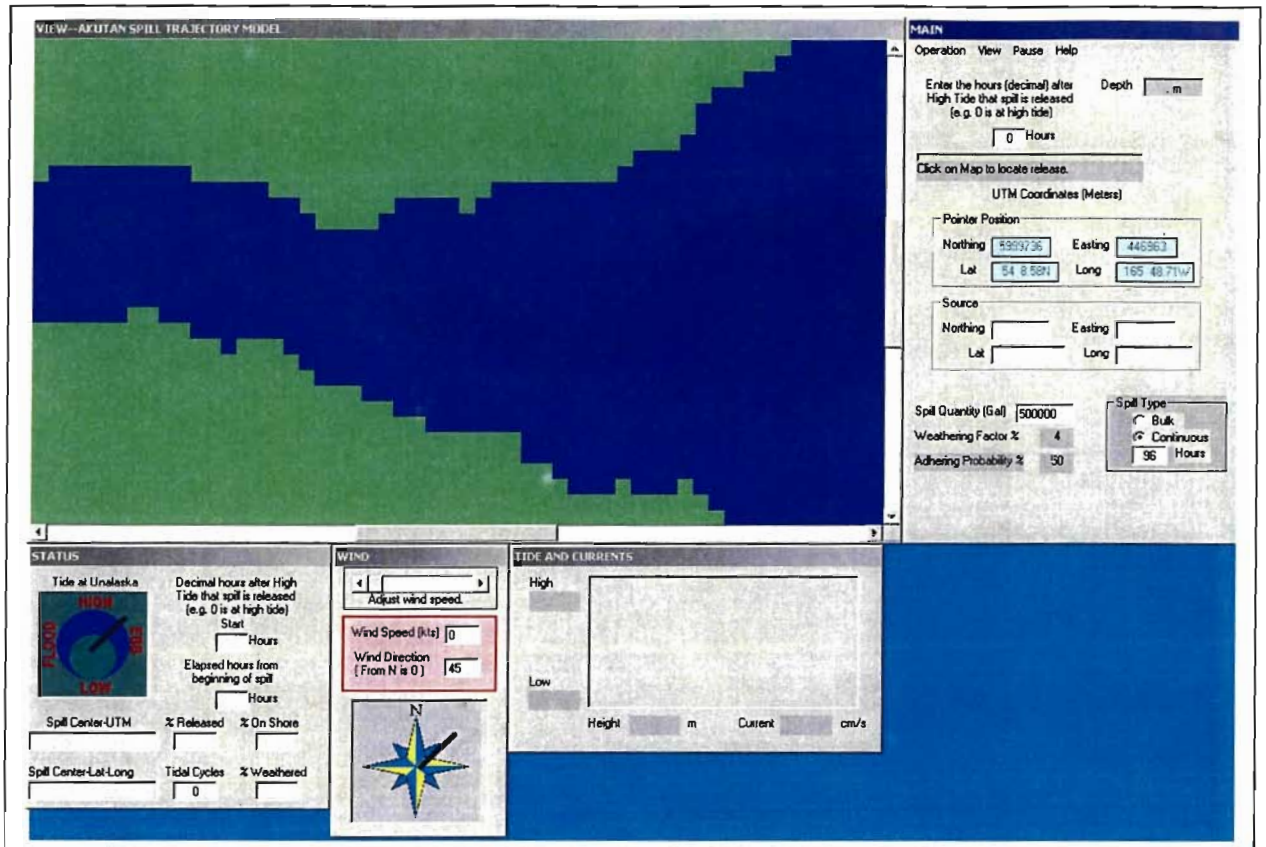 VIEW--AKUTAN SPILL TRAJECTORY MODEL
MAIN
Operation View Pause Help
Enter the hours (decimal) after
High Tide that spill is released
(e.g. 0 is at high tide)
Depth . m
0 Hours
Click on Map to locate release.
UTM Coordinates (Meters)
Pointer Position
Northing 5999736 Easting 446963
Lat 54 8.58N Long 165 48.71W
Source
Northing Easting
Lat Long
Spill Quantity (Gal) 500000
Weathering Factor % 4
Adhering Probability % 50
Spill Type
Bulk
Continuous
96 Hours
STATUS
Tide at Unalaska
HIGH
EBB
LOW
FLOOD
Decimal hours after High
Tide that spill is released
(e.g. 0 is at high tide)
Start
Hours
Elapsed hours from
beginning of spill
Hours
Spill Center-UTM % Released % On Shore
Spill Center-Lat-Long Tidal Cycles % Weathered
0
WIND
Adjust wind speed.
Wind Speed (kts) 0
Wind Direction
( From N is 0 ) 45
N
TIDE AND CURRENTS
High
Low
Height m Current cm/s